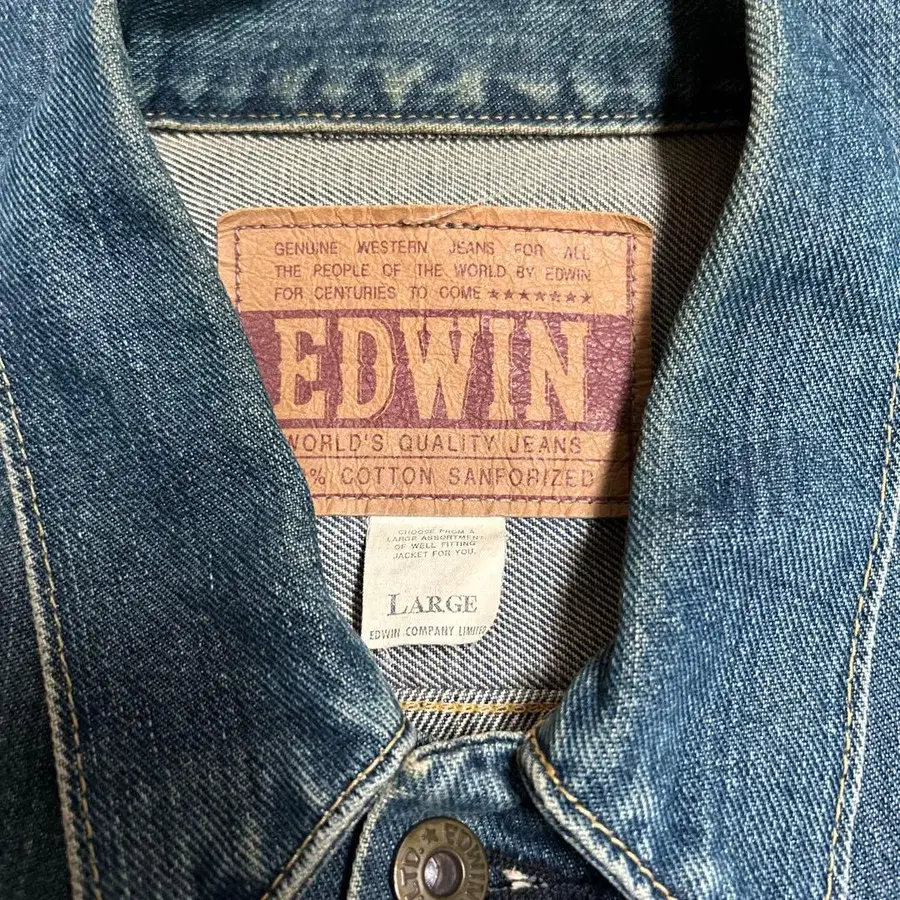 GENUINE WESTERN JEANS FOR ALL
THE PEOPLE OF THE WORLD BY EDWIN
FOR CENTURIES TO COME ★★★★★★★
EDWIN
WORLD'S QUALITY JEANS
% COTTON SANFORIZED
CHOOSE FROM A
LARGE ASSORTMENT
OF WELL FITTING
JACKET FOR YOU.
LARGE
EDWIN COMPANY LIMITED
LTD. ★ EDWIN